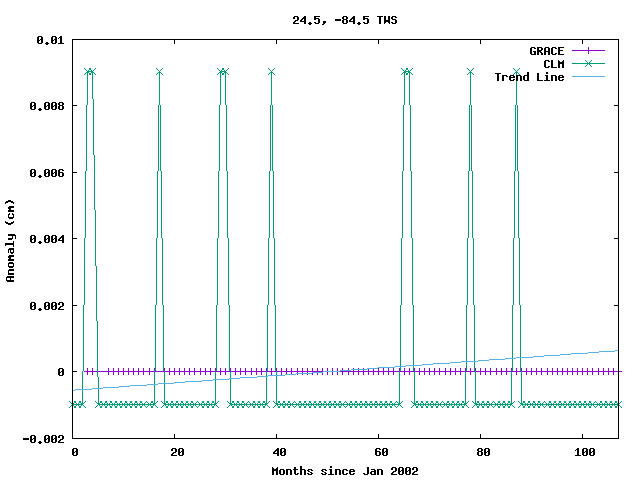 24.5, -84.5 TWS
GRACE
CLM
Trend Line
0.01
0.008
0.006
0.004
0.002
0
-0.002
Anomaly (cm)
0 20 40 60 80 100
Months since Jan 2002